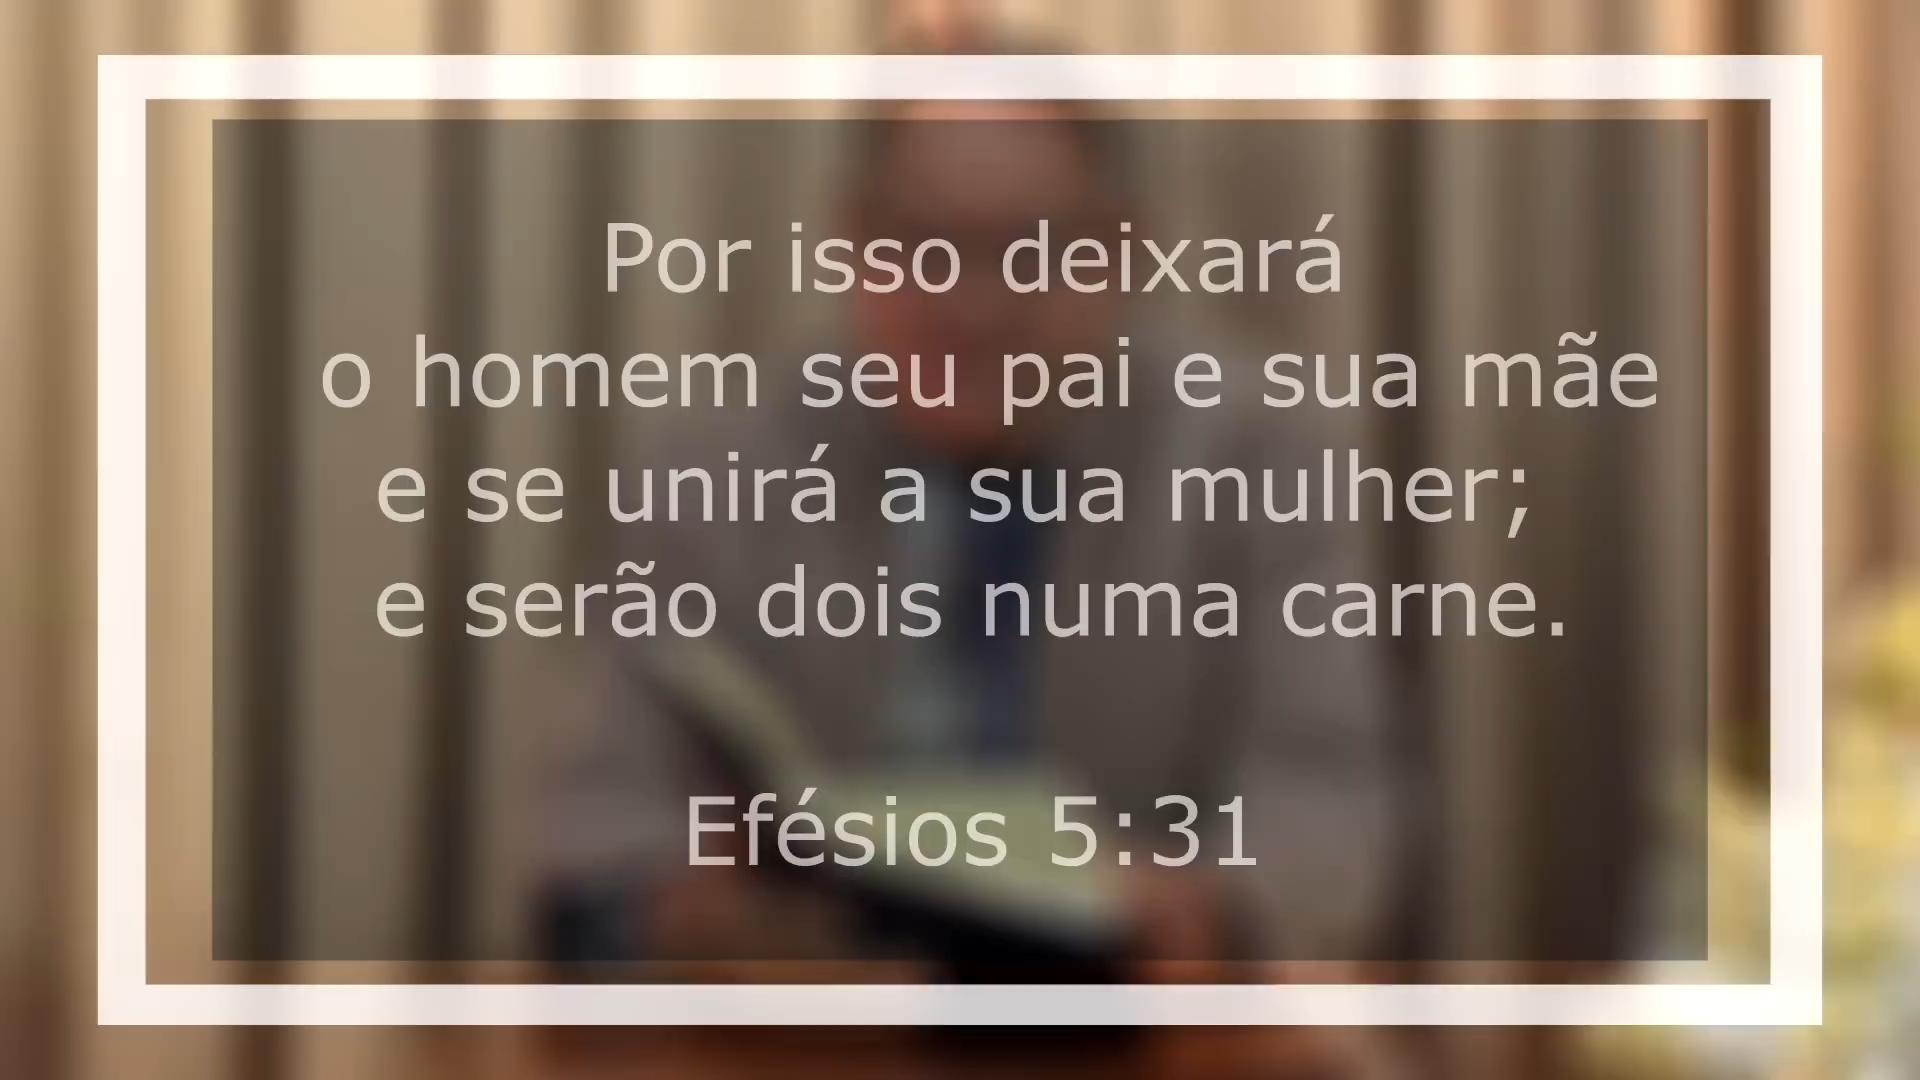 Por isso deixará
o homem seu pai e sua mãe
e se unirá a sua mulher;
e serão dois numa carne.
Efésios 5:31